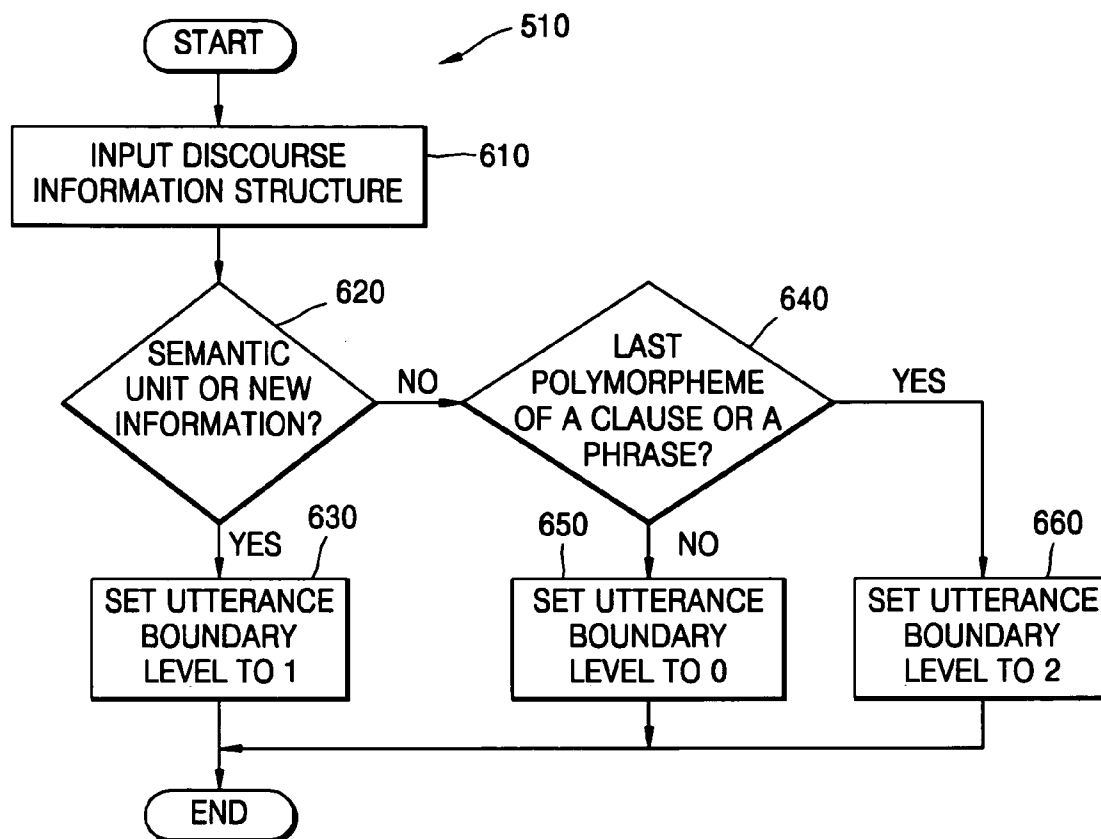 START
510
INPUT DISCOURSE
INFORMATION STRUCTURE
610
620
SEMANTIC
UNIT OR NEW
INFORMATION?
NO
640
LAST
POLYMORPHEME
OF A CLAUSE OR A
PHRASE?
YES
YES
630
SET UTTERANCE
BOUNDARY
LEVEL TO 1
650
NO
SET UTTERANCE
BOUNDARY
LEVEL TO 0
660
SET UTTERANCE
BOUNDARY
LEVEL TO 2
END